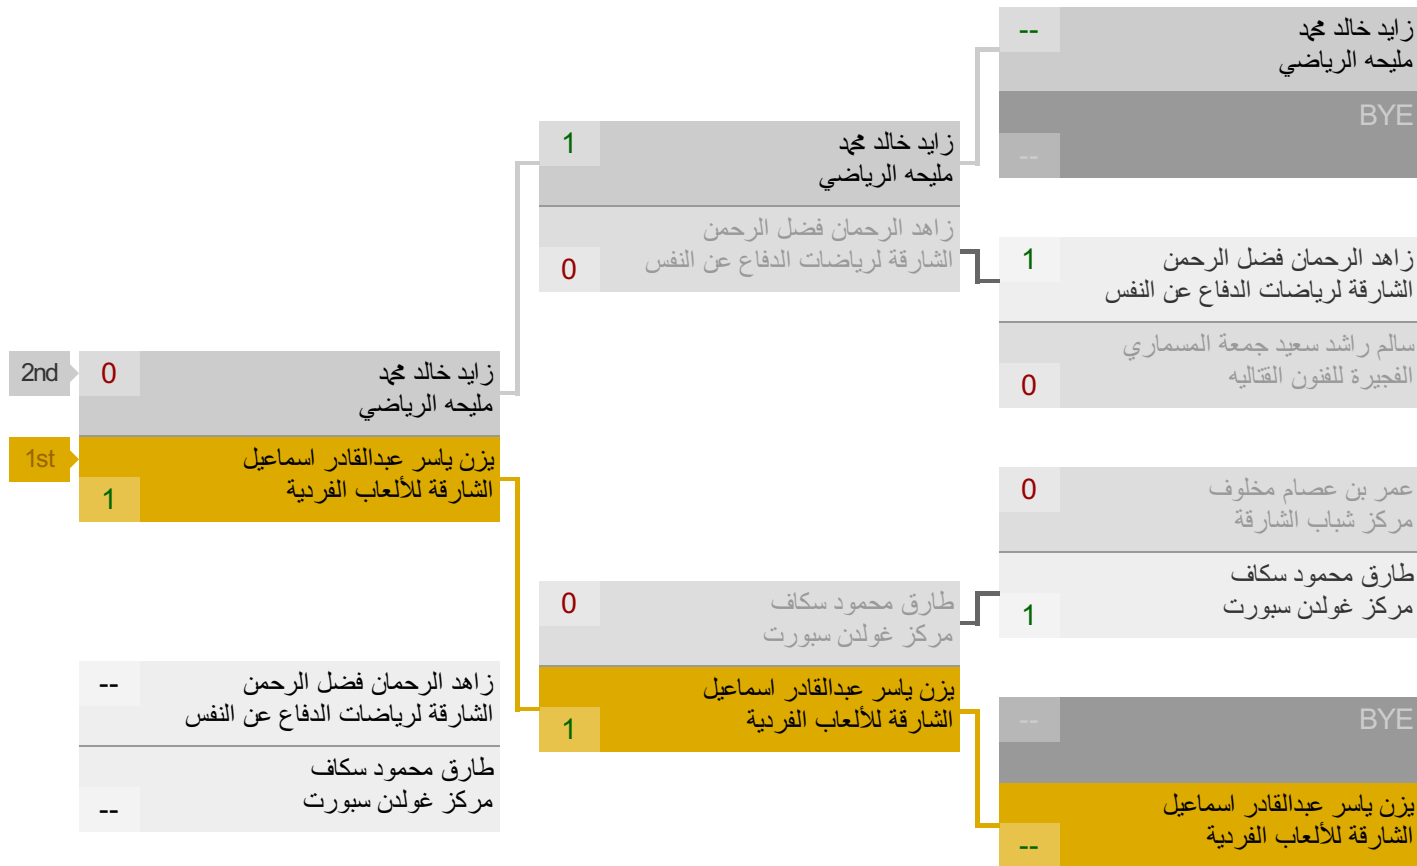 --
زايد خالد محمد
مليحه الرياضي
BYE
--
1
زايد خالد محمد
مليحه الرياضي
زاهد الرحمان فضل الرحمن
الشارقة لرياضات الدفاع عن النفس
0
1
زاهد الرحمان فضل الرحمن
الشارقة لرياضات الدفاع عن النفس
سالم راشد سعيد جمعة المسماري
الفجيرة للفنون القتاليه
0
2nd
0
زايد خالد محمد
مليحه الرياضي
1st
يزن ياسر عبدالقادر اسماعيل
الشارقة للألعاب الفردية
1
0
عمر بن عصام مخلوف
مركز شباب الشارقة
طارق محمود سكاف
مركز غولدن سبورت
1
0
طارق محمود سكاف
مركز غولدن سبورت
يزن ياسر عبدالقادر اسماعيل
الشارقة للألعاب الفردية
1
--
زاهد الرحمان فضل الرحمن
الشارقة لرياضات الدفاع عن النفس
طارق محمود سكاف
مركز غولدن سبورت
--
--
BYE
يزن ياسر عبدالقادر اسماعيل
الشارقة للألعاب الفردية
--